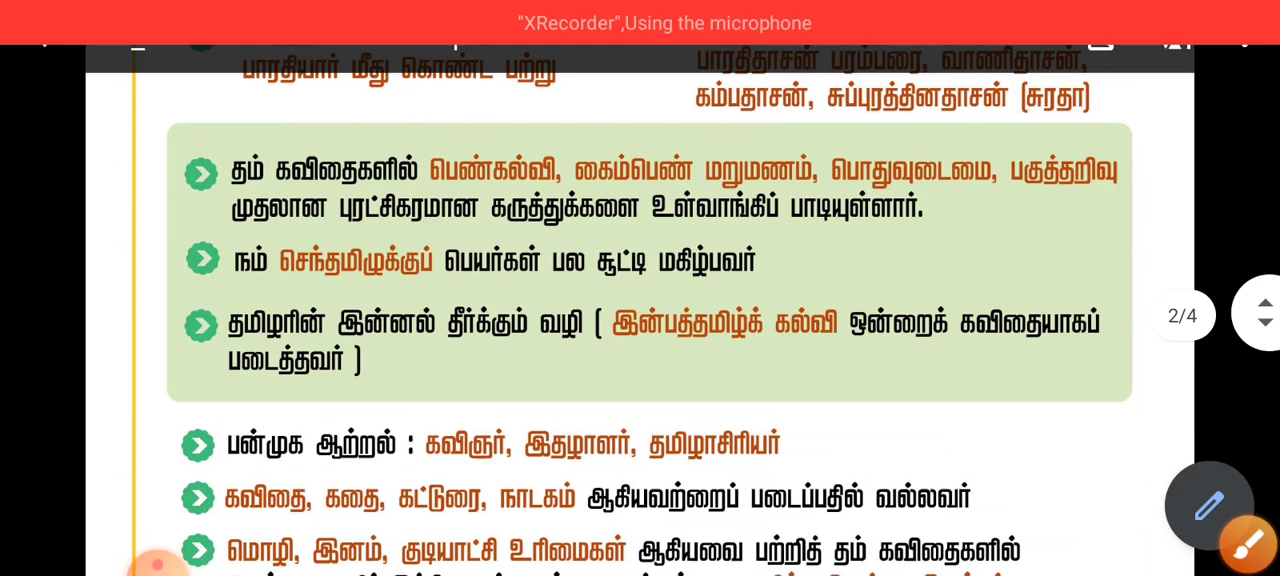 "XRecorder",Using the microphone
பாரதியார் மீது கொண்ட பற்று
பாரதிதாசன் பரம்பரை, வாணிதாசன்,
கம்பதாசன், சுப்புரத்தினதாசன் (சுரதா)
தம் கவிதைகளில் பெண்கல்வி, கைம்பெண் மறுமணம், பொதுவுடைமை, பகுத்தறிவு
முதலான புரட்சிகரமான கருத்துக்களை உள்வாங்கிப் பாடியுள்ளார்.
நம் செந்தமிழுக்குப் பெயர்கள் பல சூட்டி மகிழ்பவர்
தமிழரின் இன்னல் தீர்க்கும் வழி ( இன்பத்தமிழ்க் கல்வி ஒன்றைக் கவிதையாகப்
படைத்தவர் )
2/4
பன்முக ஆற்றல் : கவிஞர், இதழாளர், தமிழாசிரியர்
கவிதை, கதை, கட்டுரை, நாடகம் ஆகியவற்றைப் படைப்பதில் வல்லவர்
மொழி, இனம், குடியாட்சி உரிமைகள் ஆகியவை பற்றித் தம் கவிதைகளில்